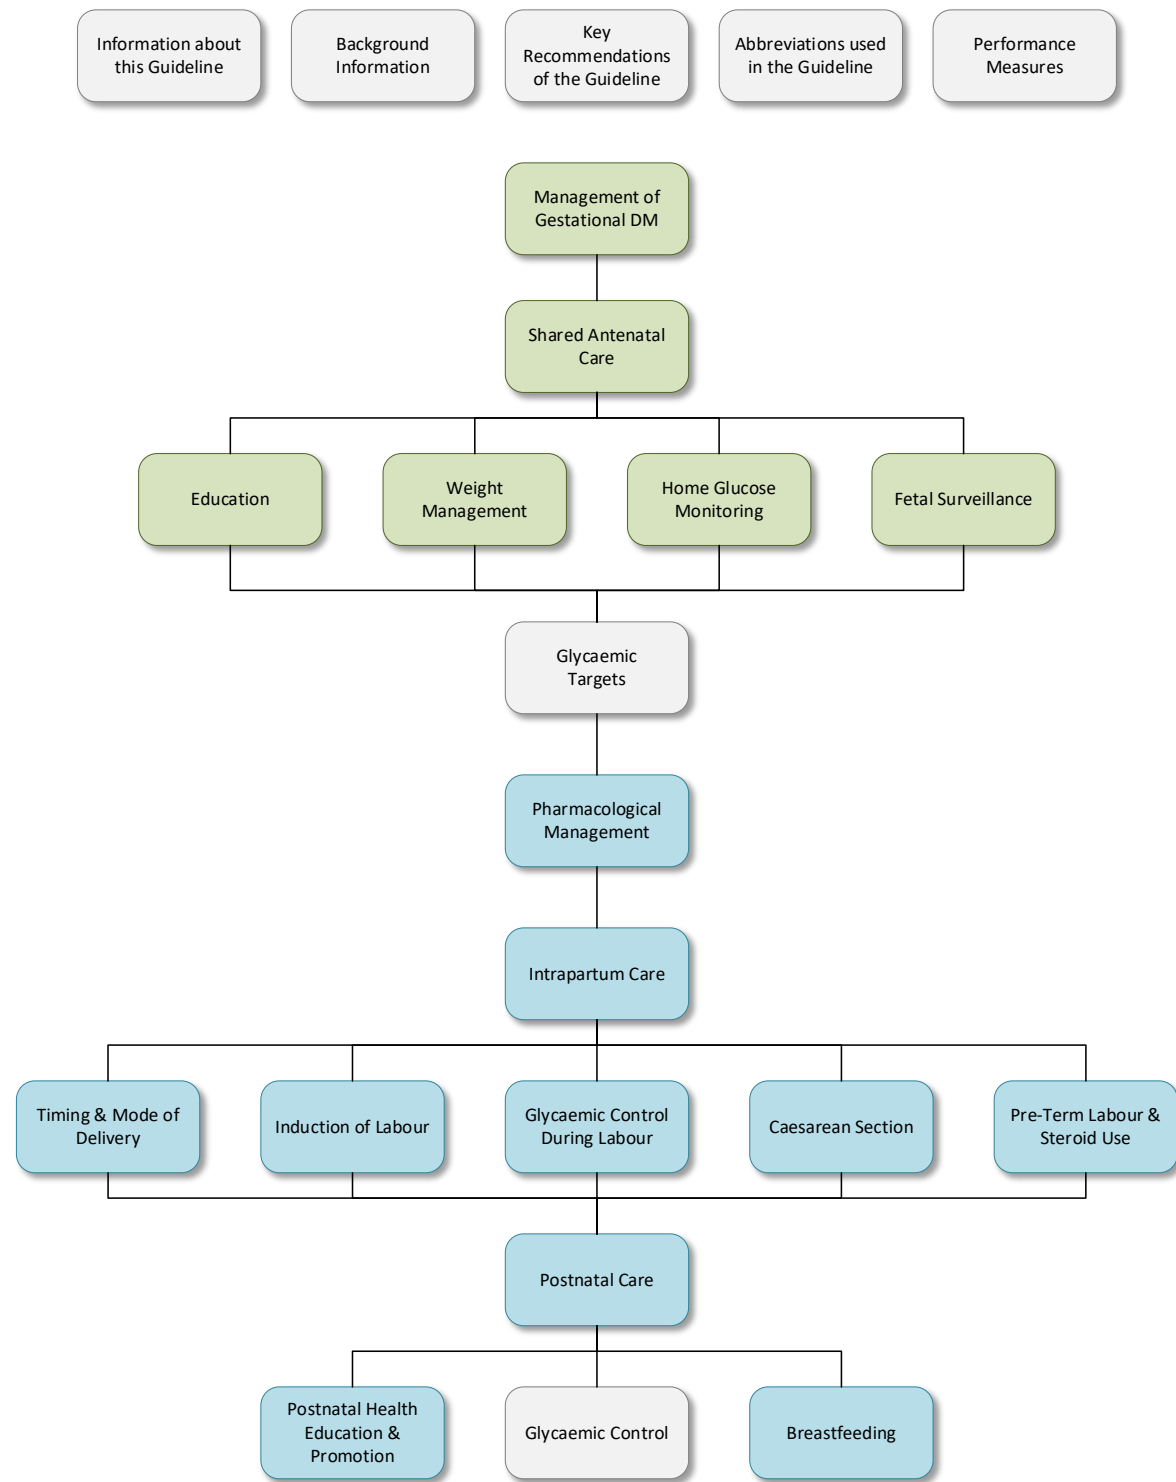 Information about
this Guideline
Background
Information
Key
Recommendations
of the Guideline
Abbreviations used
in the Guideline
Performance
Measures
Management of
Gestational DM
Shared Antenatal
Care
Education
Weight
Management
Home Glucose
Monitoring
Fetal Surveillance
Glycaemic
Targets
Pharmacological
Management
Intrapartum Care
Timing & Mode of
Delivery
Induction of Labour
Glycaemic Control
During Labour
Caesarean Section
Pre-Term Labour &
Steroid Use
Postnatal Care
Postnatal Health
Education &
Promotion
Glycaemic Control
Breastfeeding